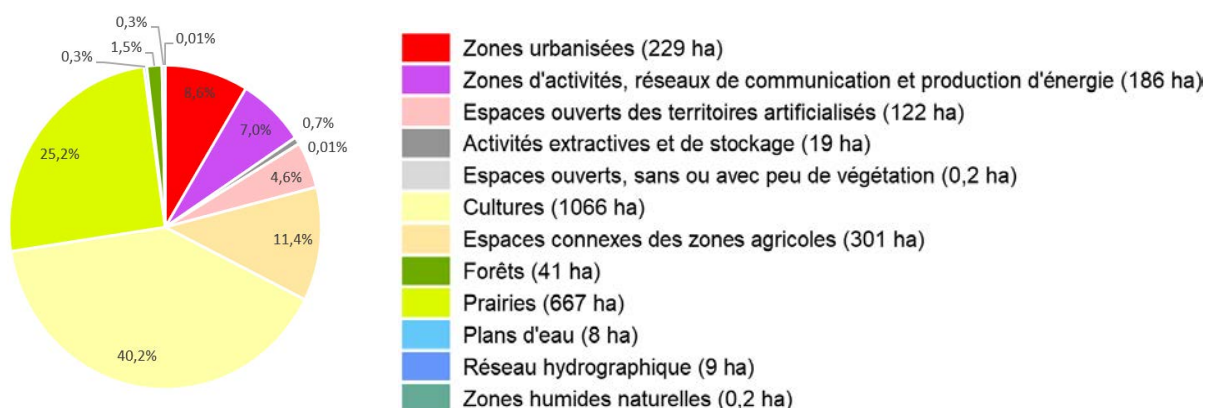 0,3%
0,01%
1,5%
0,3%
8,6%
7,0%
0,7%
0,01%
4,6%
25,2%
11,4%
40,2%
Zones urbanisées (229 ha)
Zones d'activités, réseaux de communication et production d'énergie (186 ha)
Espaces ouverts des territoires artificialisés (122 ha)
Activités extractives et de stockage (19 ha)
Espaces ouverts, sans ou avec peu de végétation (0,2 ha)
Cultures (1066 ha)
Espaces connexes des zones agricoles (301 ha)
Forêts (41 ha)
Prairies (667 ha)
Plans d'eau (8 ha)
Réseau hydrographique (9 ha)
Zones humides naturelles (0,2 ha)